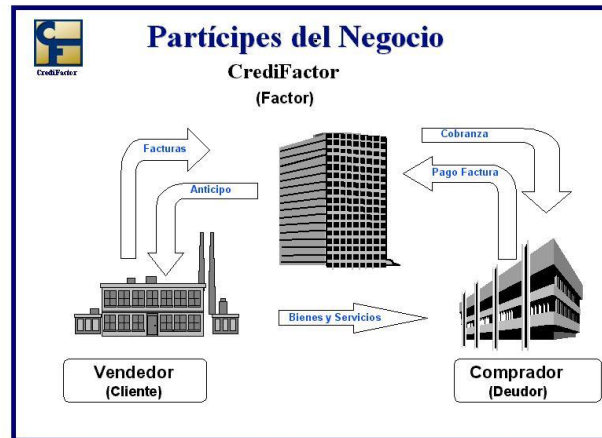 CrediFactor
Partícipes del Negocio
CrediFactor
(Factor)
Facturas
Cobranza
Pago Factura
Anticipo
Bienes y Servicios
Vendedor
(Cliente)
Comprador
(Deudor)